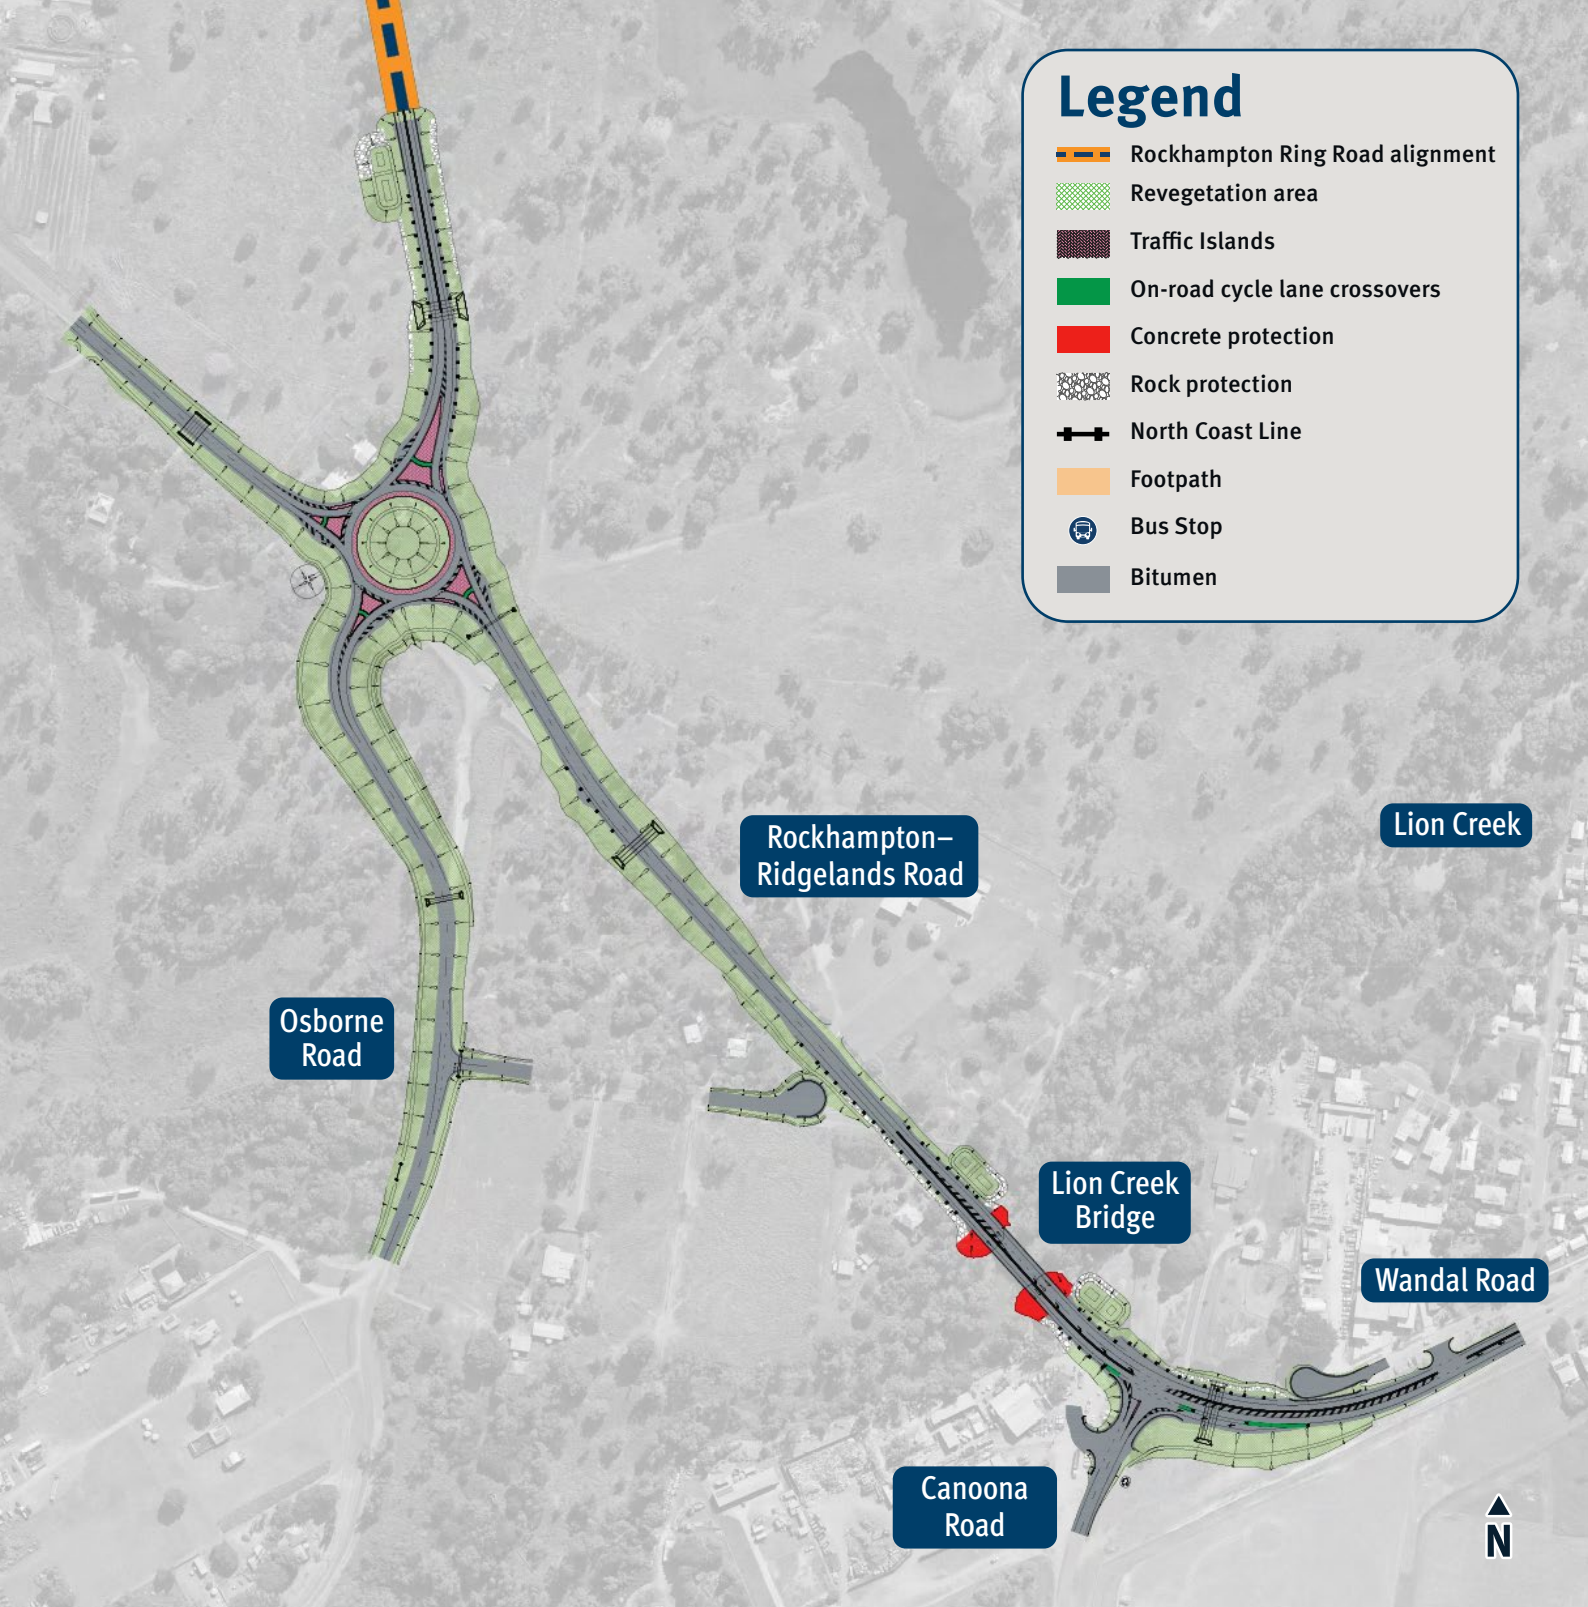 Legend
Rockhampton Ring Road alignment
Revegetation area
Traffic Islands
On-road cycle lane crossovers
Concrete protection
Rock protection
North Coast Line
Footpath
Bus Stop
Bitumen
Rockhampton–
Ridgelands Road
Lion Creek
Osborne
Road
Lion Creek
Bridge
Wandal Road
Canoona
Road
N